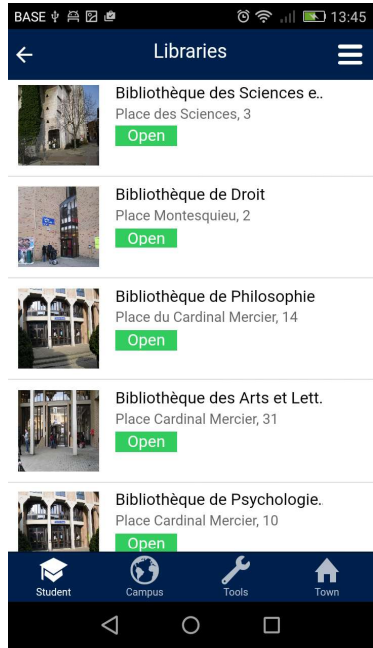 BASE 13:45
Libraries
Bibliothèque des Sciences e..
Place des Sciences, 3
Open
Bibliothèque de Droit
Place Montesquieu, 2
Open
Bibliothèque de Philosophie
Place du Cardinal Mercier, 14
Open
Bibliothèque des Arts et Lett.
Place Cardinal Mercier, 31
Open
Bibliothèque de Psychologie.
Place Cardinal Mercier, 10
Open
Student Campus Tools Town